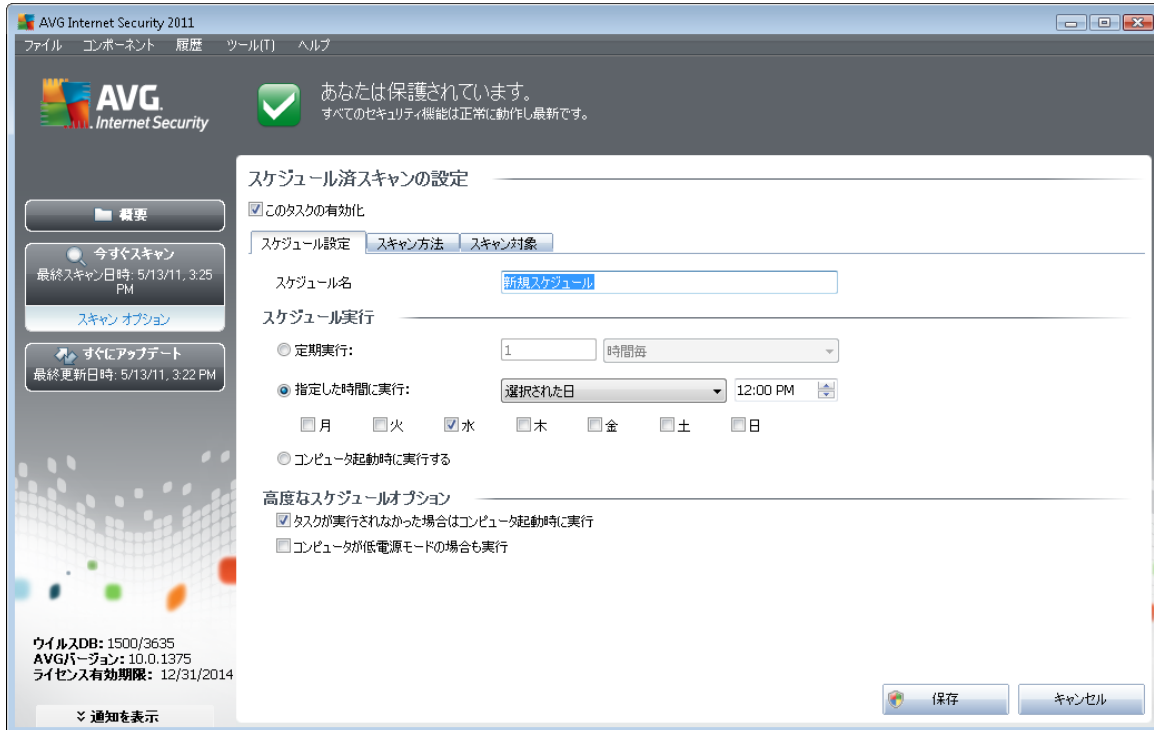 AVG Internet Security 2011
ファイル コンポーネント 履歴 ツール(T) ヘルプ
AVG.
Internet Security
あなたは保護されています。
すべてのセキュリティ機能は正常に動作し最新です。
概要
今すぐスキャン
最終スキャン日時: 5/13/11, 3:25
PM
スキャン オプション
すぐにアップデート
最終更新日時: 5/13/11, 3:22 PM
ウイルスDB: 1500/3635
AVGバージョン: 10.0.1375
ライセンス有効期限: 12/31/2014
通知を表示
スケジュール済スキャンの設定
このタスクの有効化
スケジュール設定 スキャン方法 スキャン対象
スケジュール名 新規スケジュール
スケジュール実行
定期実行: 1 時間毎
指定した時間に実行: 選択された日 12:00 PM
月 火 水 木 金 土 日
コンピュータ起動時に実行する
高度なスケジュールオプション
タスクが実行されなかった場合はコンピュータ起動時に実行
コンピュータが低電源モードの場合も実行
保存 キャンセル